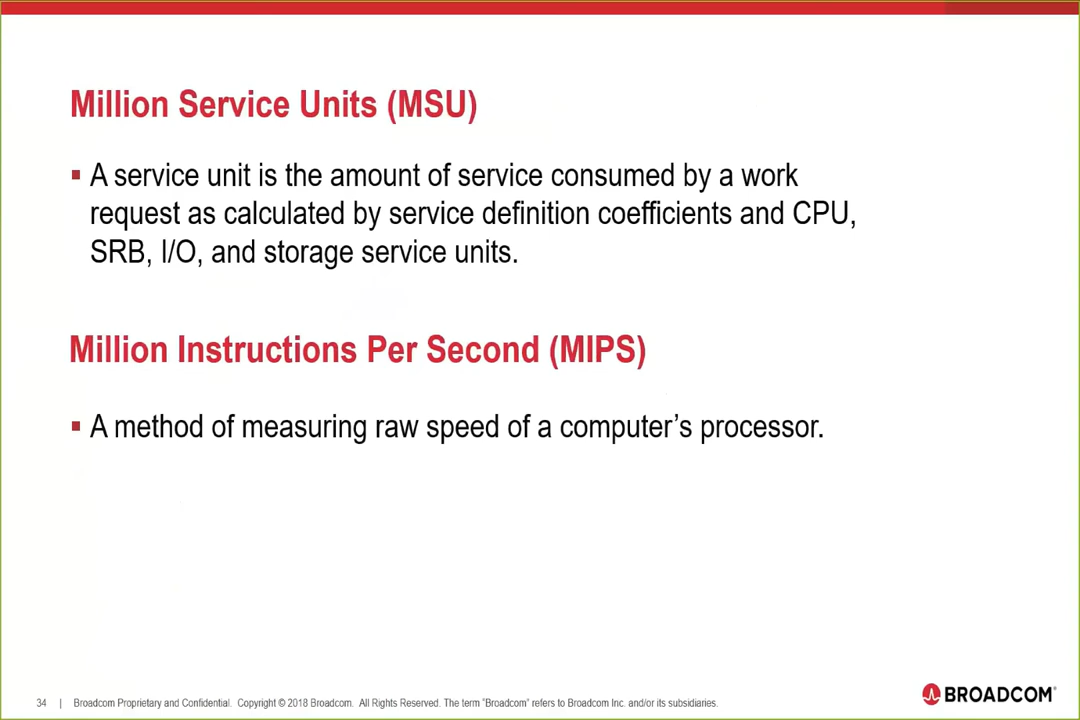 Million Service Units (MSU)
▪ A service unit is the amount of service consumed by a work
request as calculated by service definition coefficients and CPU,
SRB, I/O, and storage service units.
Million Instructions Per Second (MIPS)
▪ A method of measuring raw speed of a computer’s processor.
34 | Broadcom Proprietary and Confidential. Copyright © 2018 Broadcom. All Rights Reserved. The term “Broadcom” refers to Broadcom Inc. and/or its subsidiaries.
BROADCOM®